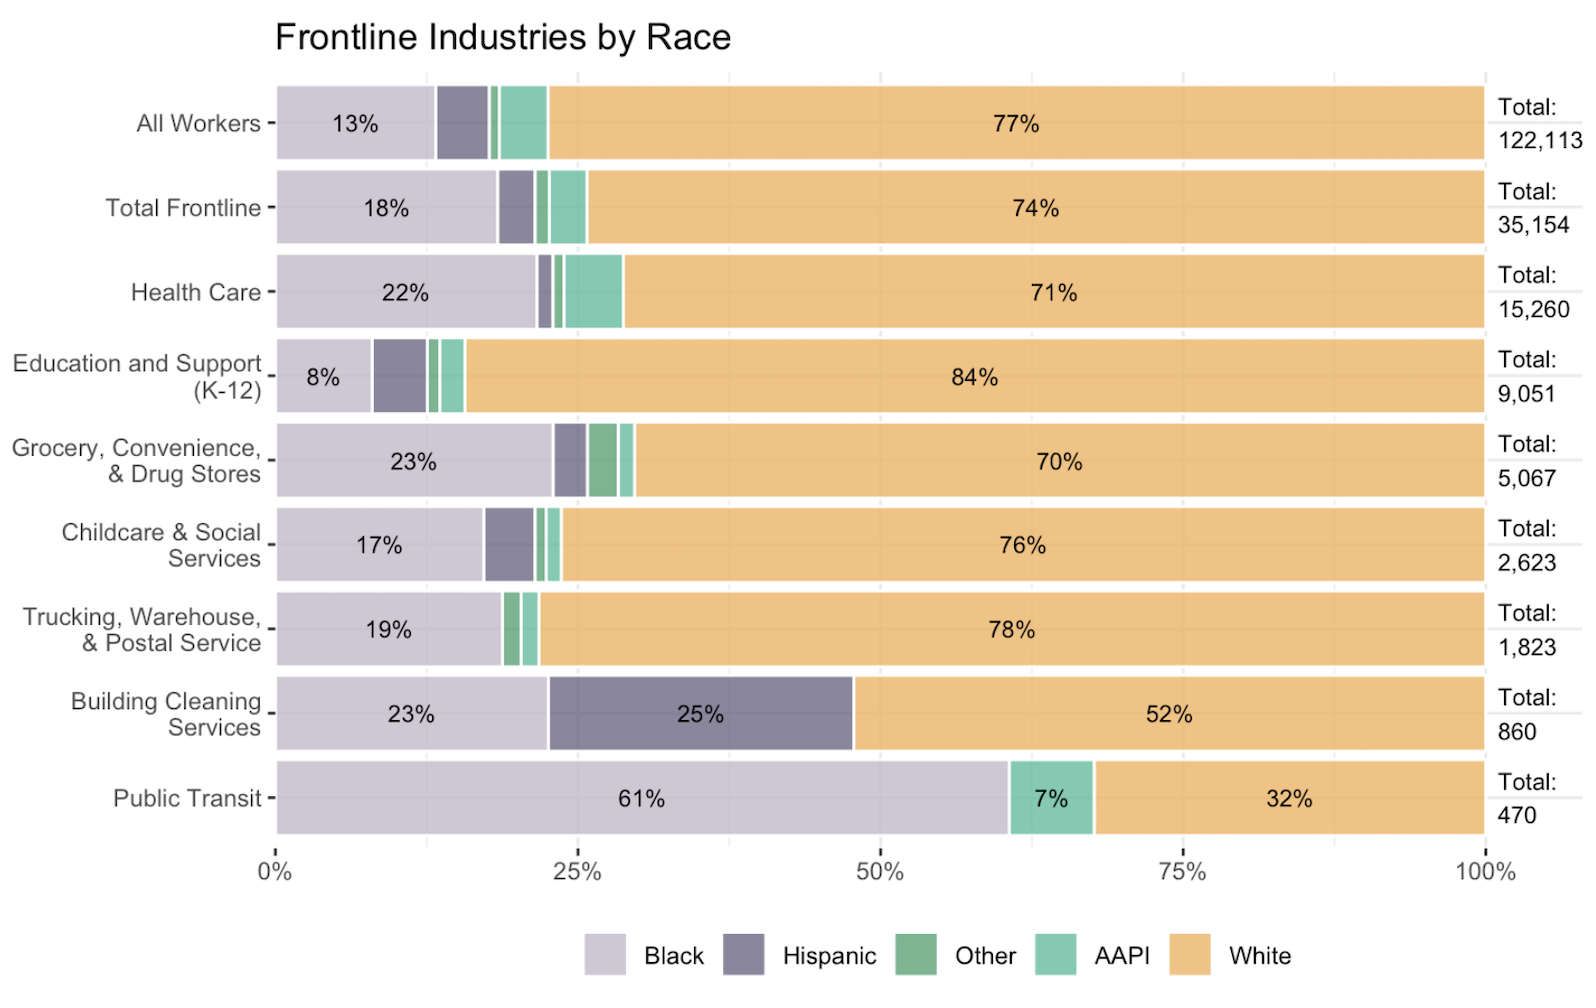 Frontline Industries by Race
All Workers
13%
77%
Total:
122,113
Total Frontline
18%
74%
Total:
35,154
Health Care
22%
71%
Total:
15,260
Education and Support
(K-12)
8%
84%
Total:
9,051
Grocery, Convenience,
& Drug Stores
23%
70%
Total:
5,067
Childcare & Social
Services
17%
76%
Total:
2,623
Trucking, Warehouse,
& Postal Service
19%
78%
Total:
1,823
Building Cleaning
Services
23%
25%
52%
Total:
860
Public Transit
61%
7%
32%
Total:
470
0%
25%
50%
75%
100%
Black
Hispanic
Other
AAPI
White